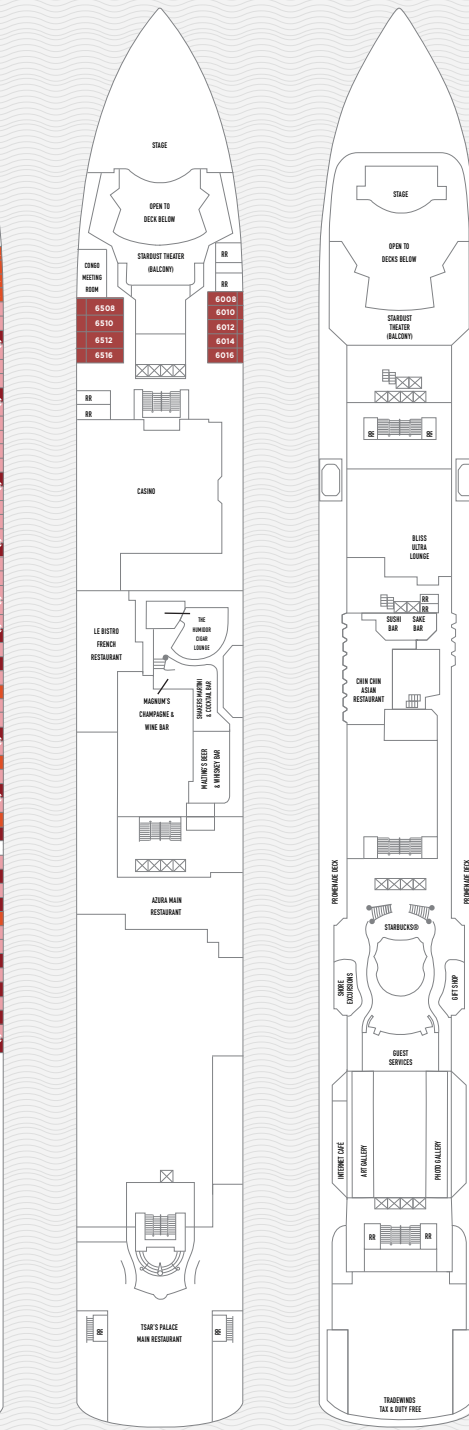 STAGE
OPEN TO
DECK BELOW
STARDUST THEATER
(BALCONY)
RR
RR
CONGO
MEETING
ROOM
6508
6510
6512
6516
6008
6010
6012
6014
6016
RR
RR
CASINO
LE BISTRO
FRENCH
RESTAURANT
THE
HUMIDOR
CIGAR
LOUNGE
MAGNUM'S
CHAMPAGNE &
WINE BAR
SHAKERS MARTINI
& COCKTAIL BAR
MALTING'S BEER
& WHISKEY BAR
AZURA MAIN
RESTAURANT
TSAR'S PALACE
MAIN RESTAURANT
RR
RR
STAGE
OPEN TO
DECKS BELOW
STARDUST
THEATER
(BALCONY)
RR
RR
BLISS
ULTRA
LOUNGE
RR
RR
SUSHI
BAR
SAKE
BAR
CHIN CHIN
ASIAN
RESTAURANT
PROMENADE DECK
PROMENADE DECK
STARBUCKS®
SHORE
EXCURSIONS
GIFT SHOP
GUEST
SERVICES
INTERNET CAFÉ
ART GALLERY
PHOTO GALLERY
RR
RR
TRADEWINDS
TAX & DUTY FREE